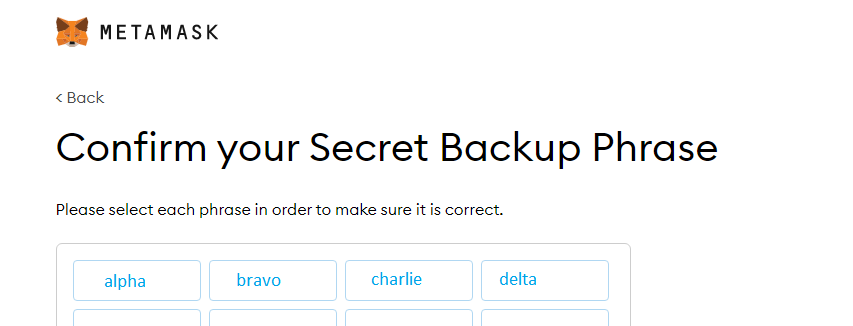 METAMASK
< Back
Confirm your Secret Backup Phrase
Please select each phrase in order to make sure it is correct.
alpha bravo charlie delta